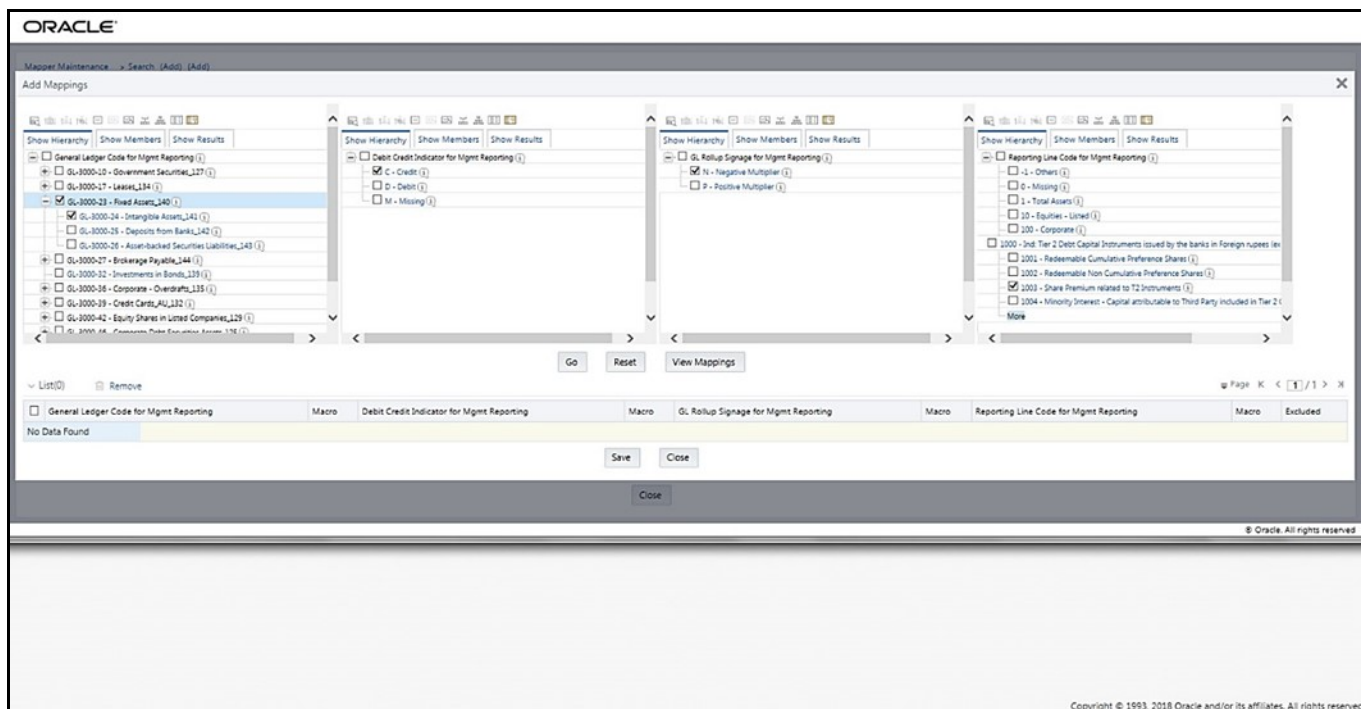 ORACLE
Mapper Maintenance > Search (Add) (Add)
Add Mappings
Show Hierarchy Show Members Show Results
General Ledger Code for Mgmt Reporting
GL-3000-10 - Government Securities_127
GL-3000-17 - Leases_134
GL-3000-23 - Fixed Assets_140
GL-3000-24 - Intangible Assets_141
GL-3000-25 - Deposits from Banks_142
GL-3000-26 - Asset-backed Securities Liabilities_143
GL-3000-27 - Brokerage Payable_144
GL-3000-32 - Investments in Bonds_139
GL-3000-36 - Corporate - Overdrafts_135
GL-3000-39 - Credit Cards_AU_132
GL-3000-42 - Equity Shares in Listed Companies_129
GL-3000-46 - Corporate Debt Securities Assets_125
Show Hierarchy Show Members Show Results
Debit Credit Indicator for Mgmt Reporting
C - Credit
D - Debit
M - Missing
Show Hierarchy Show Members Show Results
GL Rollup Signage for Mgmt Reporting
N - Negative Multiplier
P - Positive Multiplier
Show Hierarchy Show Members Show Results
Reporting Line Code for Mgmt Reporting
-1 - Others
0 - Missing
1 - Total Assets
10 - Equities - Listed
100 - Corporate
1000 - Ind: Tier 2 Debt Capital Instruments issued by the banks in Foreign rupees
1001 - Redeemable Cumulative Preference Shares
1002 - Redeemable Non Cumulative Preference Shares
1003 - Share Premium related to T2 Instruments
1004 - Minority Interest - Capital attributable to Third Party included in Tier 2
More
Go Reset View Mappings
List(0) Remove
Page 1 / 1
General Ledger Code for Mgmt Reporting Macro Debit Credit Indicator for Mgmt Reporting Macro GL Rollup Signage for Mgmt Reporting Macro Reporting Line Code for Mgmt Reporting Macro Excluded
No Data Found
Save Close
Close
® Oracle. All rights reserved
Copyright © 1993, 2018 Oracle and/or its affiliates. All rights reserved